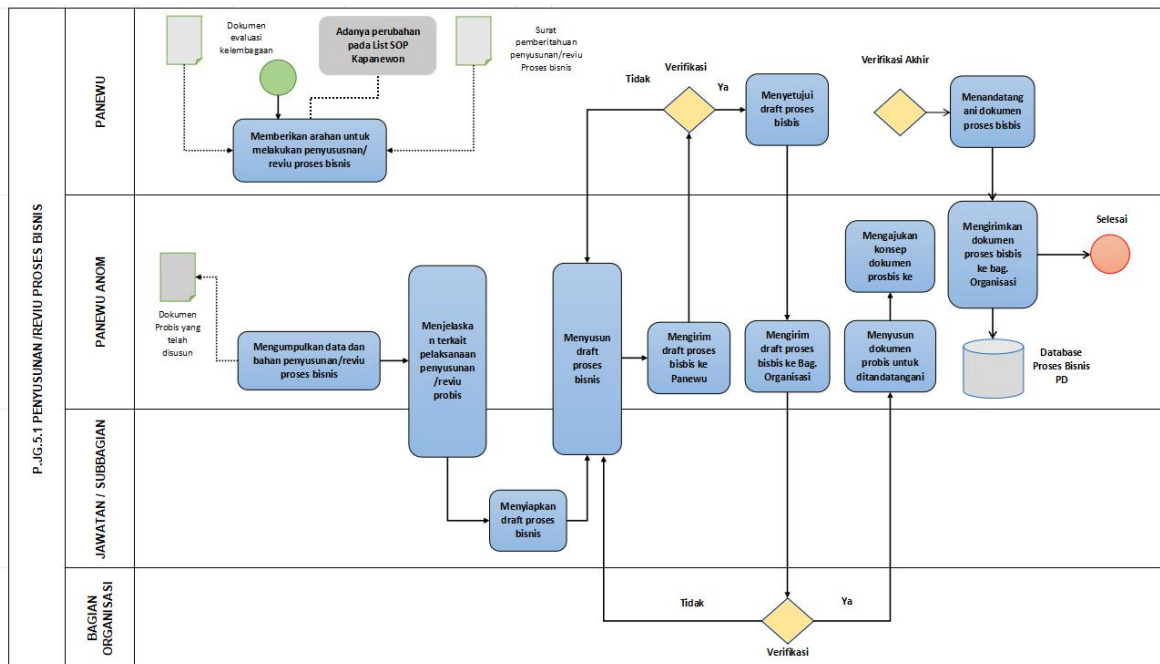 P.JG.5.1 PENYUSUNAN /REVIU PROSES BISNIS
PANEWU
Dokumen
evaluasi
kelembagaan
Adanya perubahan
pada List SOP
Kapanewon
Surat
pemberitahuan
penyusunan/reviu
Proses bisnis
Memberikan arahan untuk
melakukan penyususnan/
reviu proses bisnis
Tidak
Verifikasi
Ya
Menyetujui
draft proses
bisbis
Verifikasi Akhir
Menandatang
ani dokumen
proses bisbis
PANEWU ANOM
Dokumen
Probis yang
telah
disusun
Mengumpulkan data dan
bahan penyusunan/reviu
proses bisnis
Menjelaska
n terkait
pelaksanaan
penyusunan
/reviu
probis
Menyusun
draft
proses
bisnis
Mengirim
draft proses
bisbis ke
Panewu
Mengirim
draft proses
bisbis ke Bag.
Organisasi
Mengajukan
konsep
dokumen
prosbis ke
Menyusun
dokumen
probis untuk
ditandatangani
Mengirimkan
dokumen
proses bisbis
ke bag.
Organisasi
Selesai
Database
Proses Bisnis
PD
JAWATAN / SUBBAGIAN
Menyiapkan
draft proses
bisnis
BAGIAN
ORGANISASI
Tidak
Ya
Verifikasi